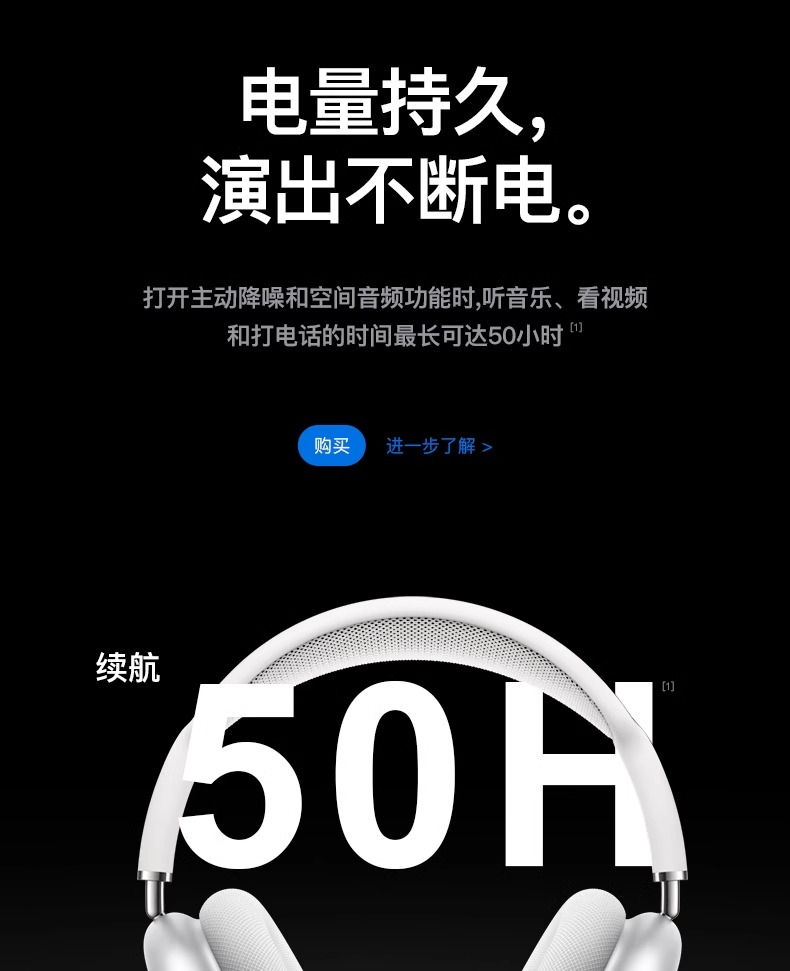 电量持久,
演出不断电。
打开主动降噪和空间音频功能时,听音乐、看视频
和打电话的时间最长可达50小时 [1]
购买 进一步了解 >
续航
50H [1]